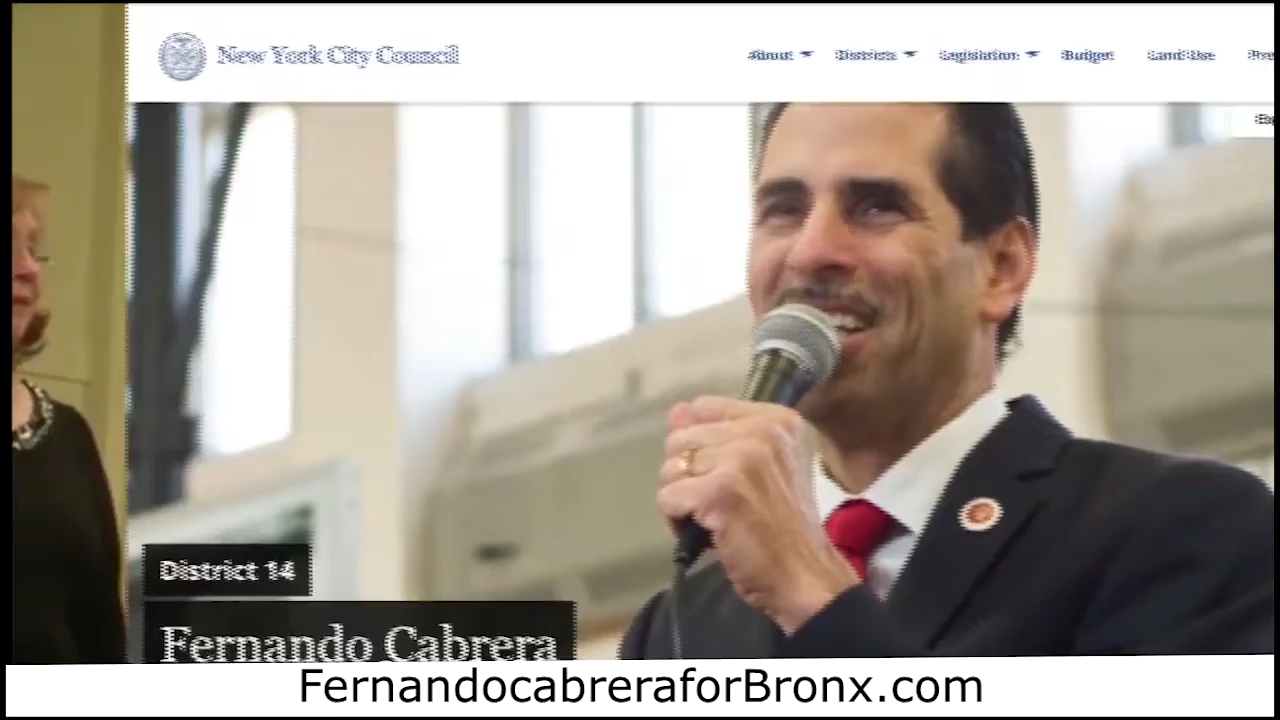 New York City Council
About Districts Legislation Budget Land Use
District 14
Fernando Cabrera
FernandocabreraforBronx.com